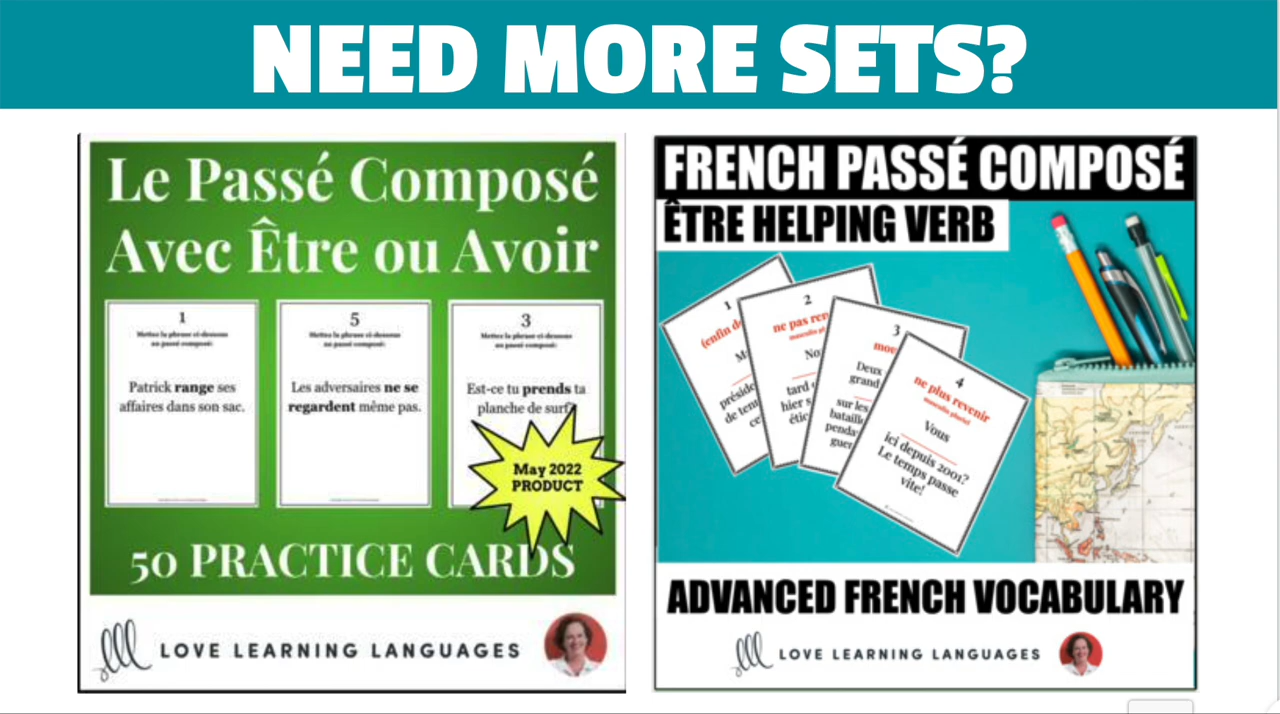 NEED MORE SETS?
Le Passé Composé
Avec Être ou Avoir
1
Mettez la phrase ci-dessous
au passé composé:
Patrick range ses
affaires dans son sac.
5
Mettez la phrase ci-dessous
au passé composé:
Les adversaires ne se
regardent même pas.
3
Mettez la phrase ci-dessous
au passé composé:
Est-ce tu prends ta
planche de surf?
May 2022
PRODUCT
50 PRACTICE CARDS
LOVE LEARNING LANGUAGES
FRENCH PASSÉ COMPOSÉ
ÊTRE HELPING VERB
1
(enfin
2
ne pas
3
Deux
grand
sur les
4
ne plus revenir
masculin pluriel
Vous
ici depuis 2001?
Le temps passe
vite!
ADVANCED FRENCH VOCABULARY
LOVE LEARNING LANGUAGES